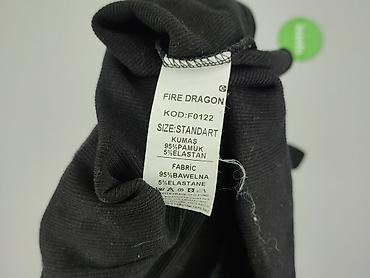 FIRE DRAGON
KOD:F0122
SIZE:STANDART
KUMAŞ
95%PAMUK
5%ELASTAN
FABRIC
95%BAWELNA
5%ELASTANE